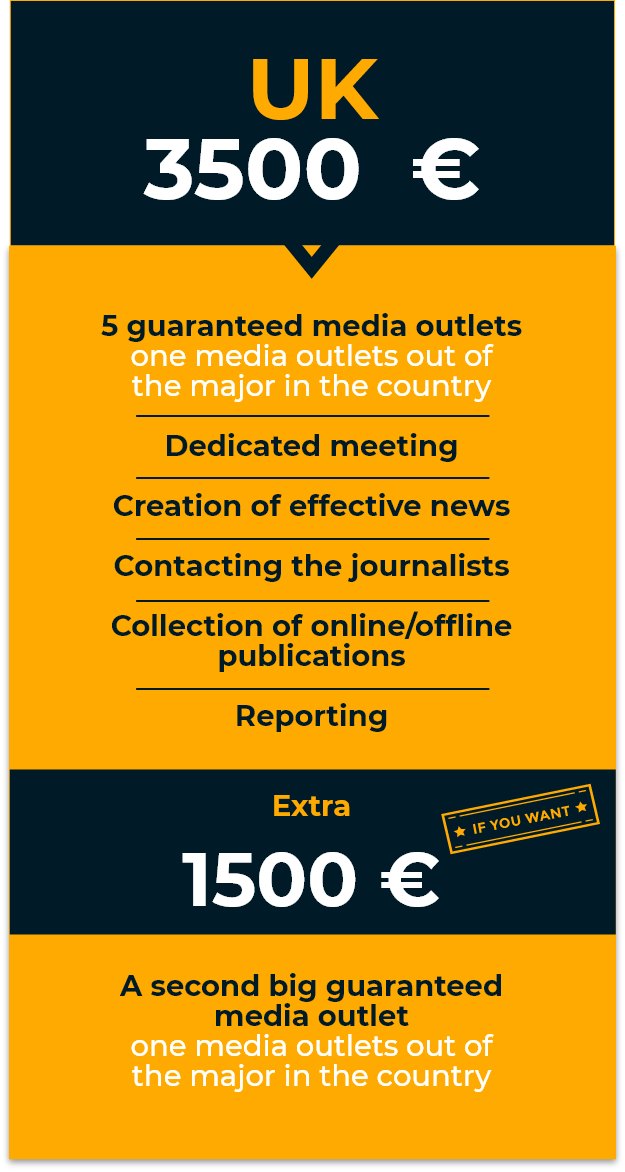 UK
3500 €
5 guaranteed media outlets
one media outlets out of
the major in the country
Dedicated meeting
Creation of effective news
Contacting the journalists
Collection of online/offline
publications
Reporting
Extra
IF YOU WANT
1500 €
A second big guaranteed
media outlet
one media outlets out of
the major in the country